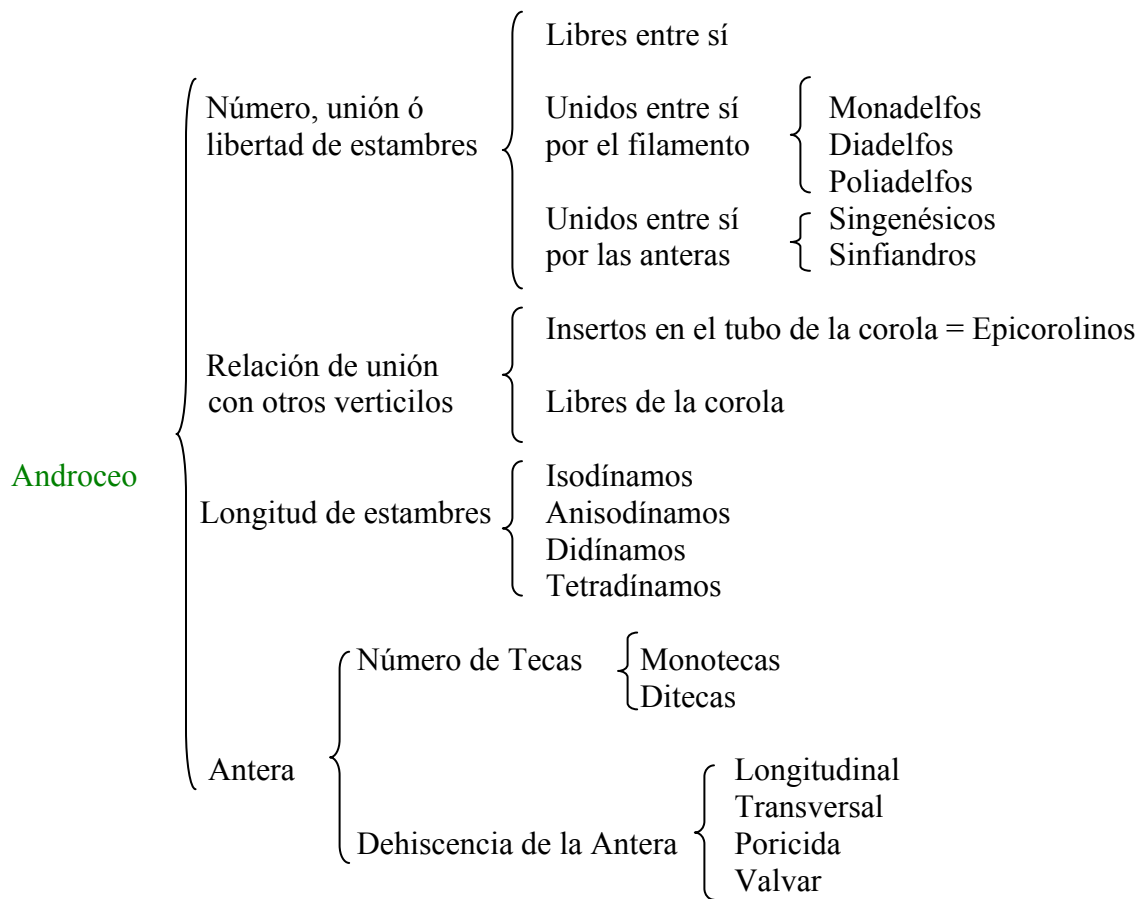 Libres entre sí
Número, unión ó
libertad de estambres
Unidos entre sí
por el filamento
Monadelfos
Diadelfos
Poliadelfos
Unidos entre sí
por las anteras
Singenésicos
Sinfiandros
Relación de unión
con otros verticilos
Insertos en el tubo de la corola = Epicorolinos
Libres de la corola
Androceo
Longitud de estambres
Isodínamos
Anisodínamos
Didínamos
Tetradínamos
Antera
Número de Tecas
Monotecas
Ditecas
Dehiscencia de la Antera
Longitudinal
Transversal
Poricida
Valvar